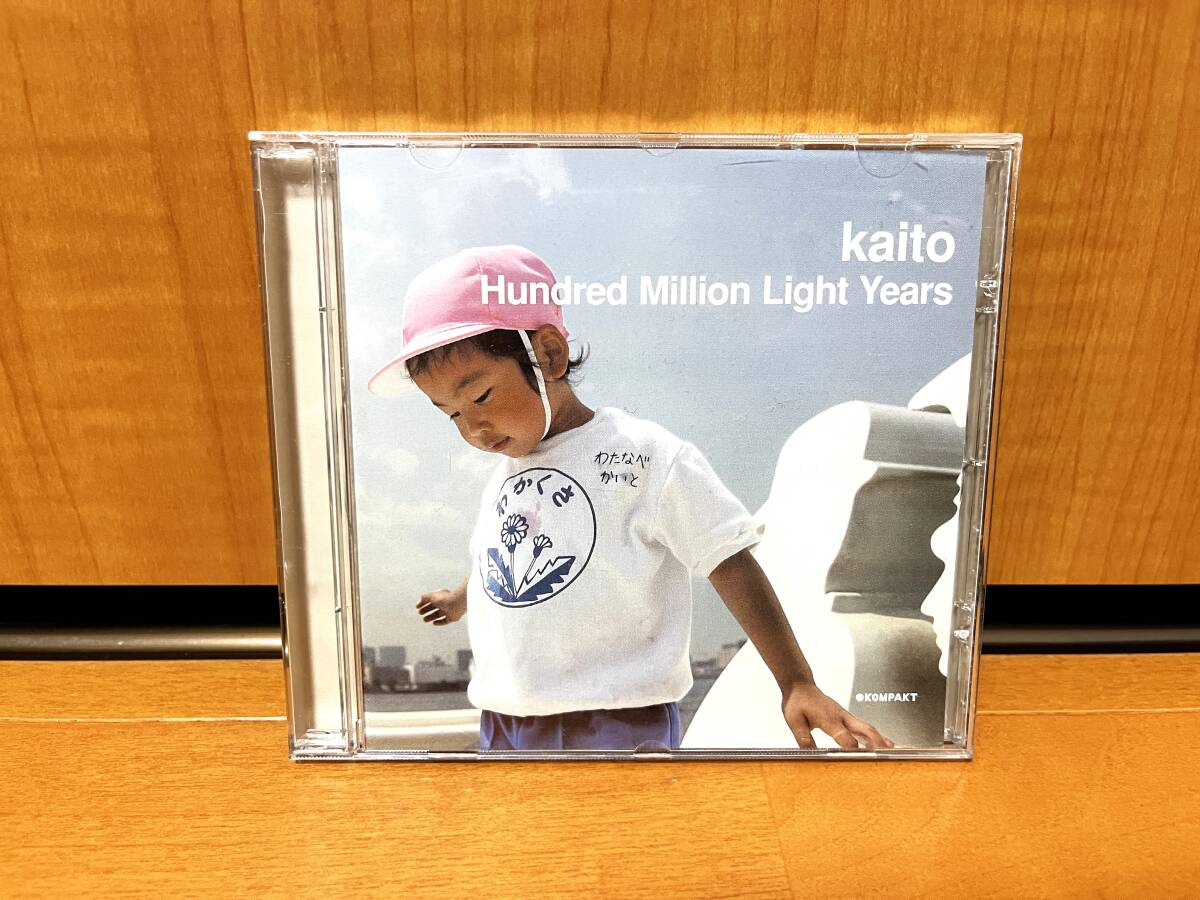 kaito
Hundred Million Light Years
わたなべ
かいと
わかくさ
KOMPAKT